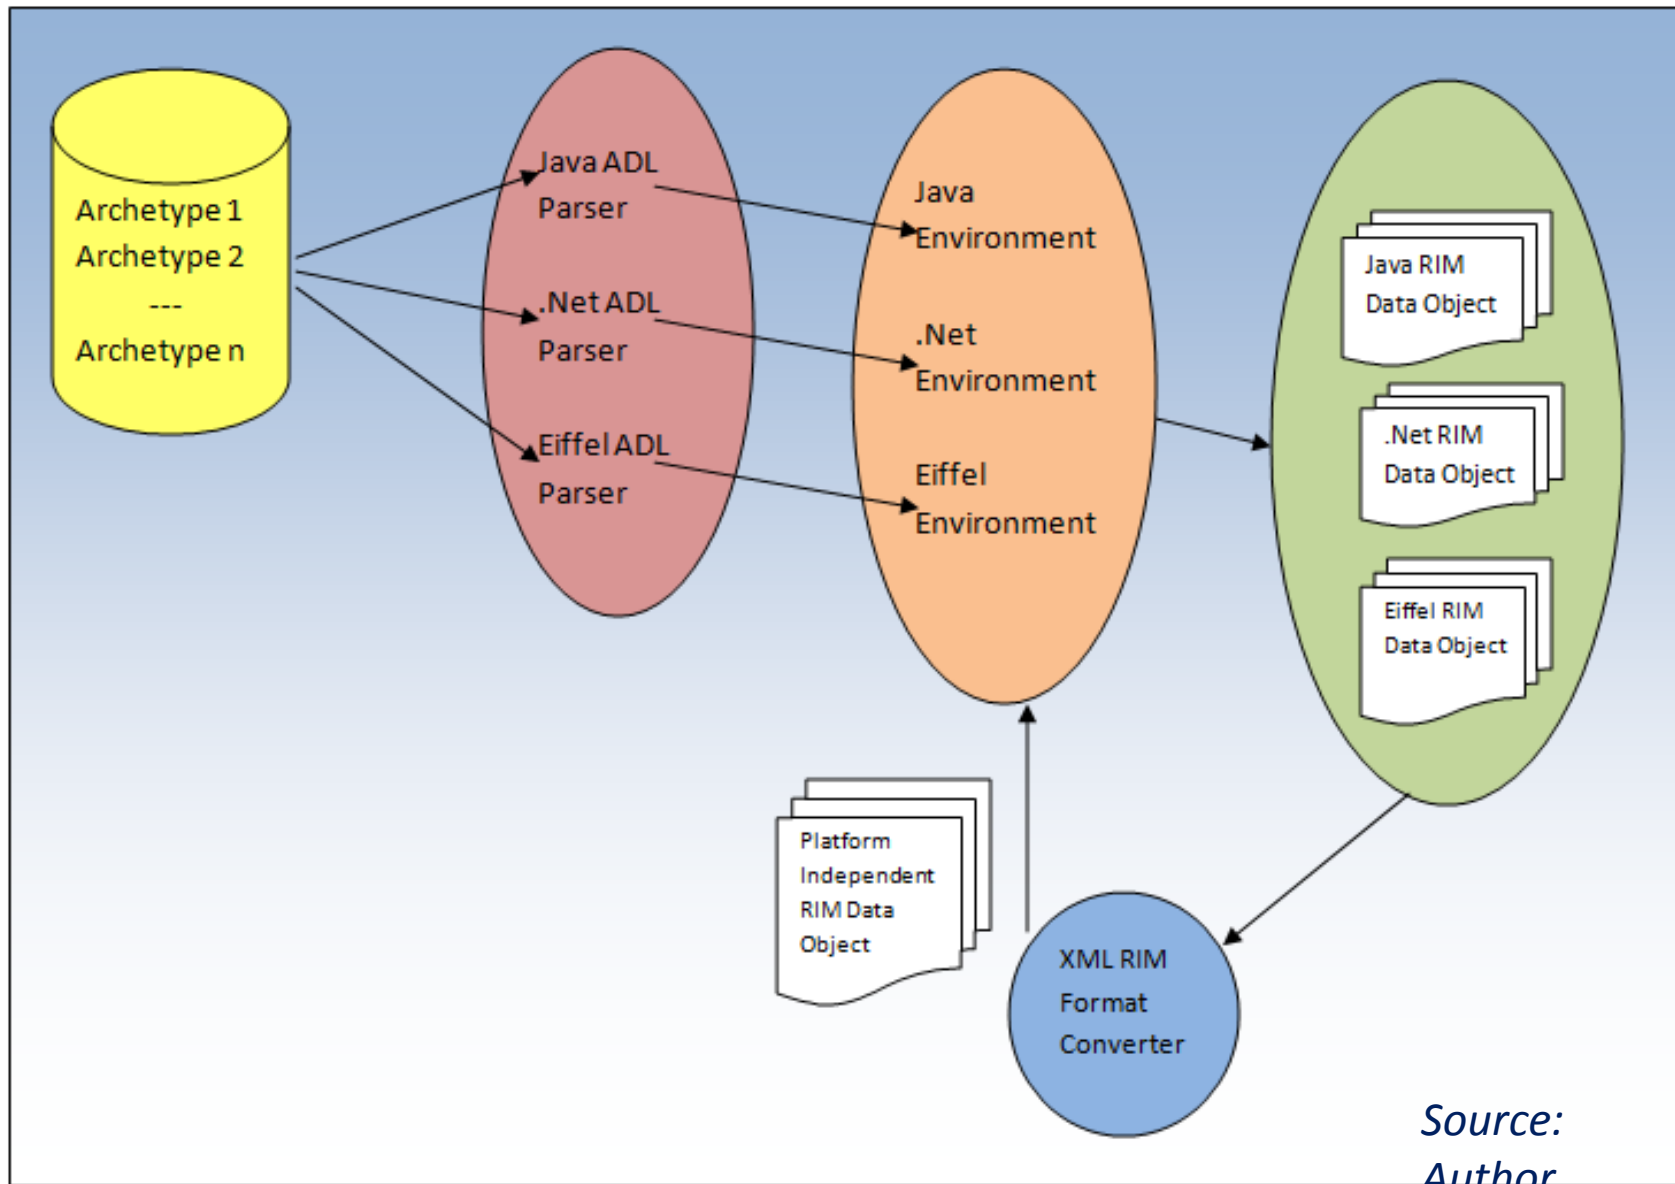 Archetype 1
Archetype 2
---
Archetype n
Java ADL
Parser
.Net ADL
Parser
Eiffel ADL
Parser
Java
Environment
.Net
Environment
Eiffel
Environment
Java RIM
Data Object
.Net RIM
Data Object
Eiffel RIM
Data Object
Platform
Independent
RIM Data
Object
XML RIM
Format
Converter
Source:
Author